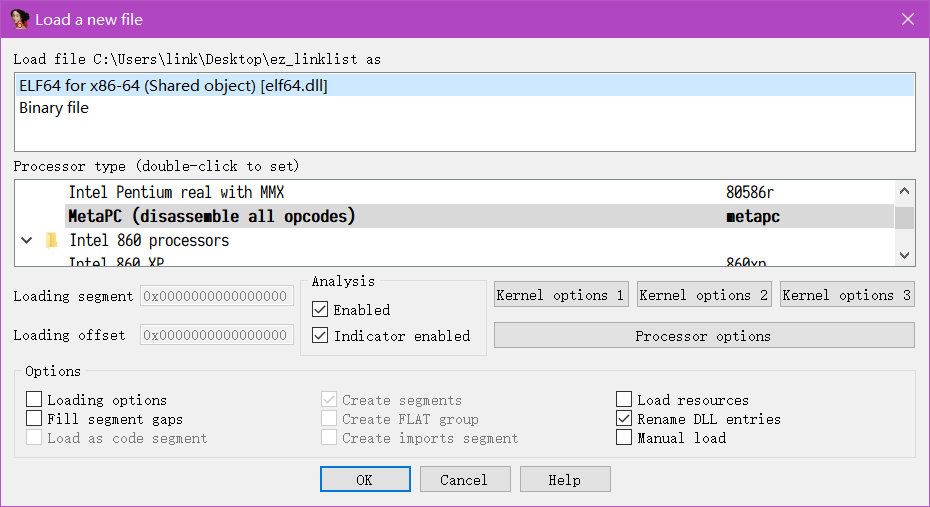 Load a new file
Load file C:\Users\link\Desktop\ez_linklist as
ELF64 for x86-64 (Shared object) [elf64.dll]
Binary file
Processor type (double-click to set)
Intel Pentium real with MMX 80586r
MetaPC (disassemble all opcodes) metapc
Intel 860 processors
Intel 860 XP 860xp
Loading segment 0x0000000000000000
Loading offset 0x0000000000000000
Analysis
Enabled
Indicator enabled
Kernel options 1 Kernel options 2 Kernel options 3
Processor options
Options
Loading options Create segments Load resources
Fill segment gaps Create FLAT group Rename DLL entries
Load as code segment Create imports segment Manual load
OK Cancel Help